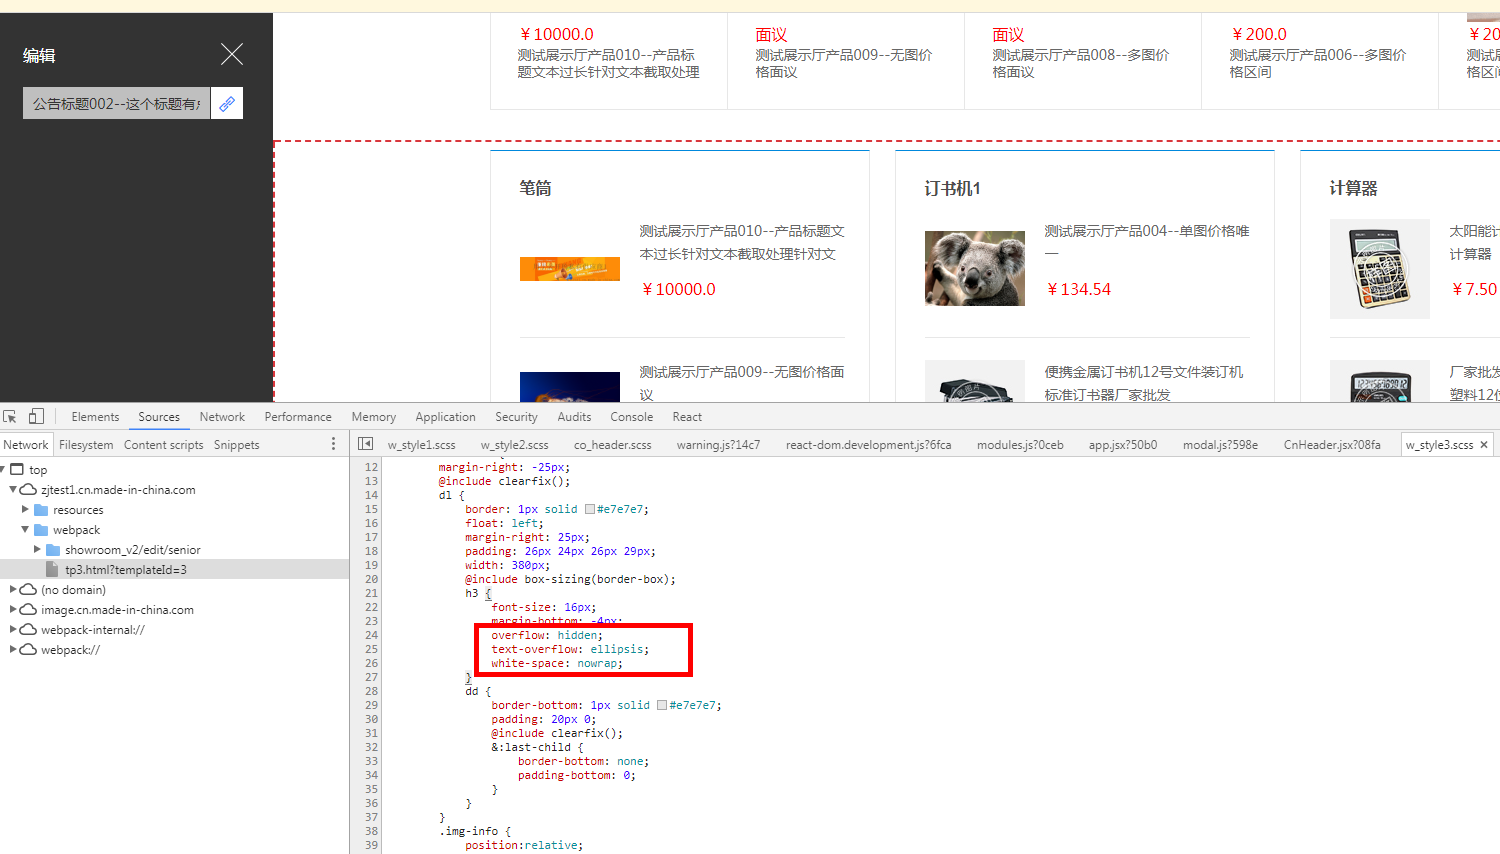 ￥10000.0
测试展示厅产品010--产品标
题文本过长针对文本截取处理
面议
测试展示厅产品009--无图价
格面议
面议
测试展示厅产品008--多图价
格面议
￥200.0
测试展示厅产品006--多图价
格区间
￥20
格区间
编辑
公告标题002--这个标题有
笔筒
测试展示厅产品010--产品标题文
本过长针对文本截取处理针对文
￥10000.0
测试展示厅产品009--无图价格面
议
订书机1
测试展示厅产品004--单图价格唯
一
￥134.54
便携金属订书机12号文件装订机
标准订书器厂家批发
计算器
太阳能计
计算器
￥7.50
厂家批发
塑料12位
Elements Sources Network Performance Memory Application Security Audits Console React
Network Filesystem Content scripts Snippets
top
zjtest1.cn.made-in-china.com
resources
webpack
showroom_v2/edit/senior
tp3.html?templateId=3
(no domain)
image.cn.made-in-china.com
webpack-internal://
webpack://
w_style1.scss w_style2.scss co_header.scss warning.js?14c7 react-dom.development.js?6fca modules.js?0ceb app.jsx?50b0 modal.js?598e CnHeader.jsx?08fa w_style3.scss ×
12 margin-right: -25px;
13 @include clearfix();
14 dl {
15 border: 1px solid #e7e7e7;
16 float: left;
17 margin-right: 25px;
18 padding: 26px 24px 26px 29px;
19 width: 380px;
20 @include box-sizing(border-box);
21 h3 {
22 font-size: 16px;
23 margin-bottom: -4px;
24 overflow: hidden;
25 text-overflow: ellipsis;
26 white-space: nowrap;
27 }
28 dd {
29 border-bottom: 1px solid #e7e7e7;
30 padding: 20px 0;
31 @include clearfix();
32 &:last-child {
33 border-bottom: none;
34 padding-bottom: 0;
35 }
36 }
37 }
38 .img-info {
39 position:relative;